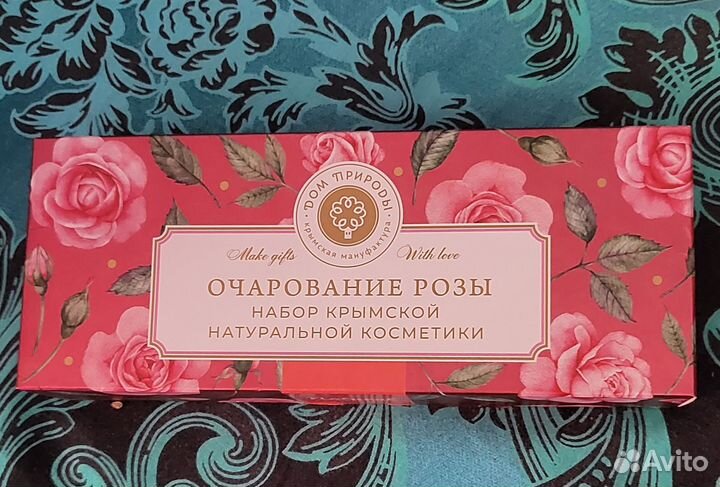 ДОМ ПРИРОДЫ
крымская мануфактура
Make gifts
With love
ОЧАРОВАНИЕ РОЗЫ
НАБОР КРЫМСКОЙ
НАТУРАЛЬНОЙ КОСМЕТИКИ
Avito